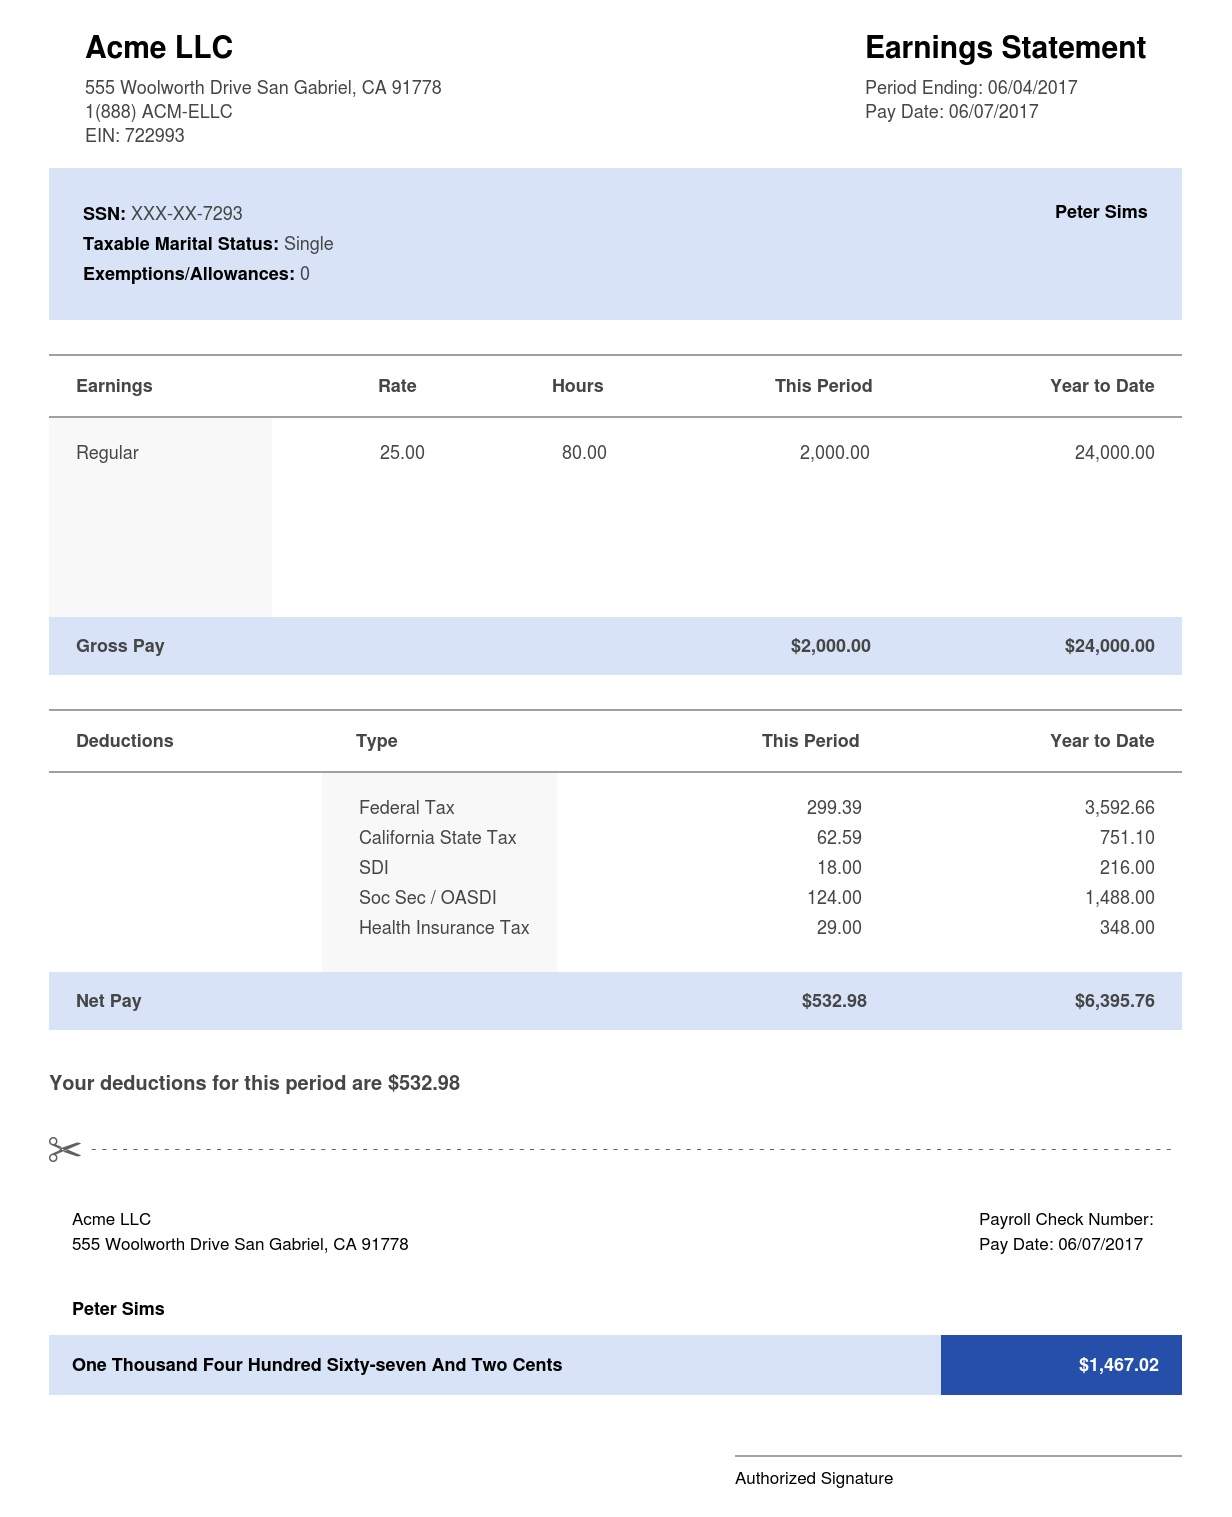 Acme LLC
555 Woolworth Drive San Gabriel, CA 91778
1(888) ACM-ELLC
EIN: 722993
Earnings Statement
Period Ending: 06/04/2017
Pay Date: 06/07/2017
SSN: XXX-XX-7293
Taxable Marital Status: Single
Exemptions/Allowances: 0
Peter Sims
Earnings Rate Hours This Period Year to Date
Regular 25.00 80.00 2,000.00 24,000.00
Gross Pay $2,000.00 $24,000.00
Deductions Type This Period Year to Date
Federal Tax 299.39 3,592.66
California State Tax 62.59 751.10
SDI 18.00 216.00
Soc Sec / OASDI 124.00 1,488.00
Health Insurance Tax 29.00 348.00
Net Pay $532.98 $6,395.76
Your deductions for this period are $532.98
Acme LLC
555 Woolworth Drive San Gabriel, CA 91778
Payroll Check Number:
Pay Date: 06/07/2017
Peter Sims
One Thousand Four Hundred Sixty-seven And Two Cents $1,467.02
Authorized Signature